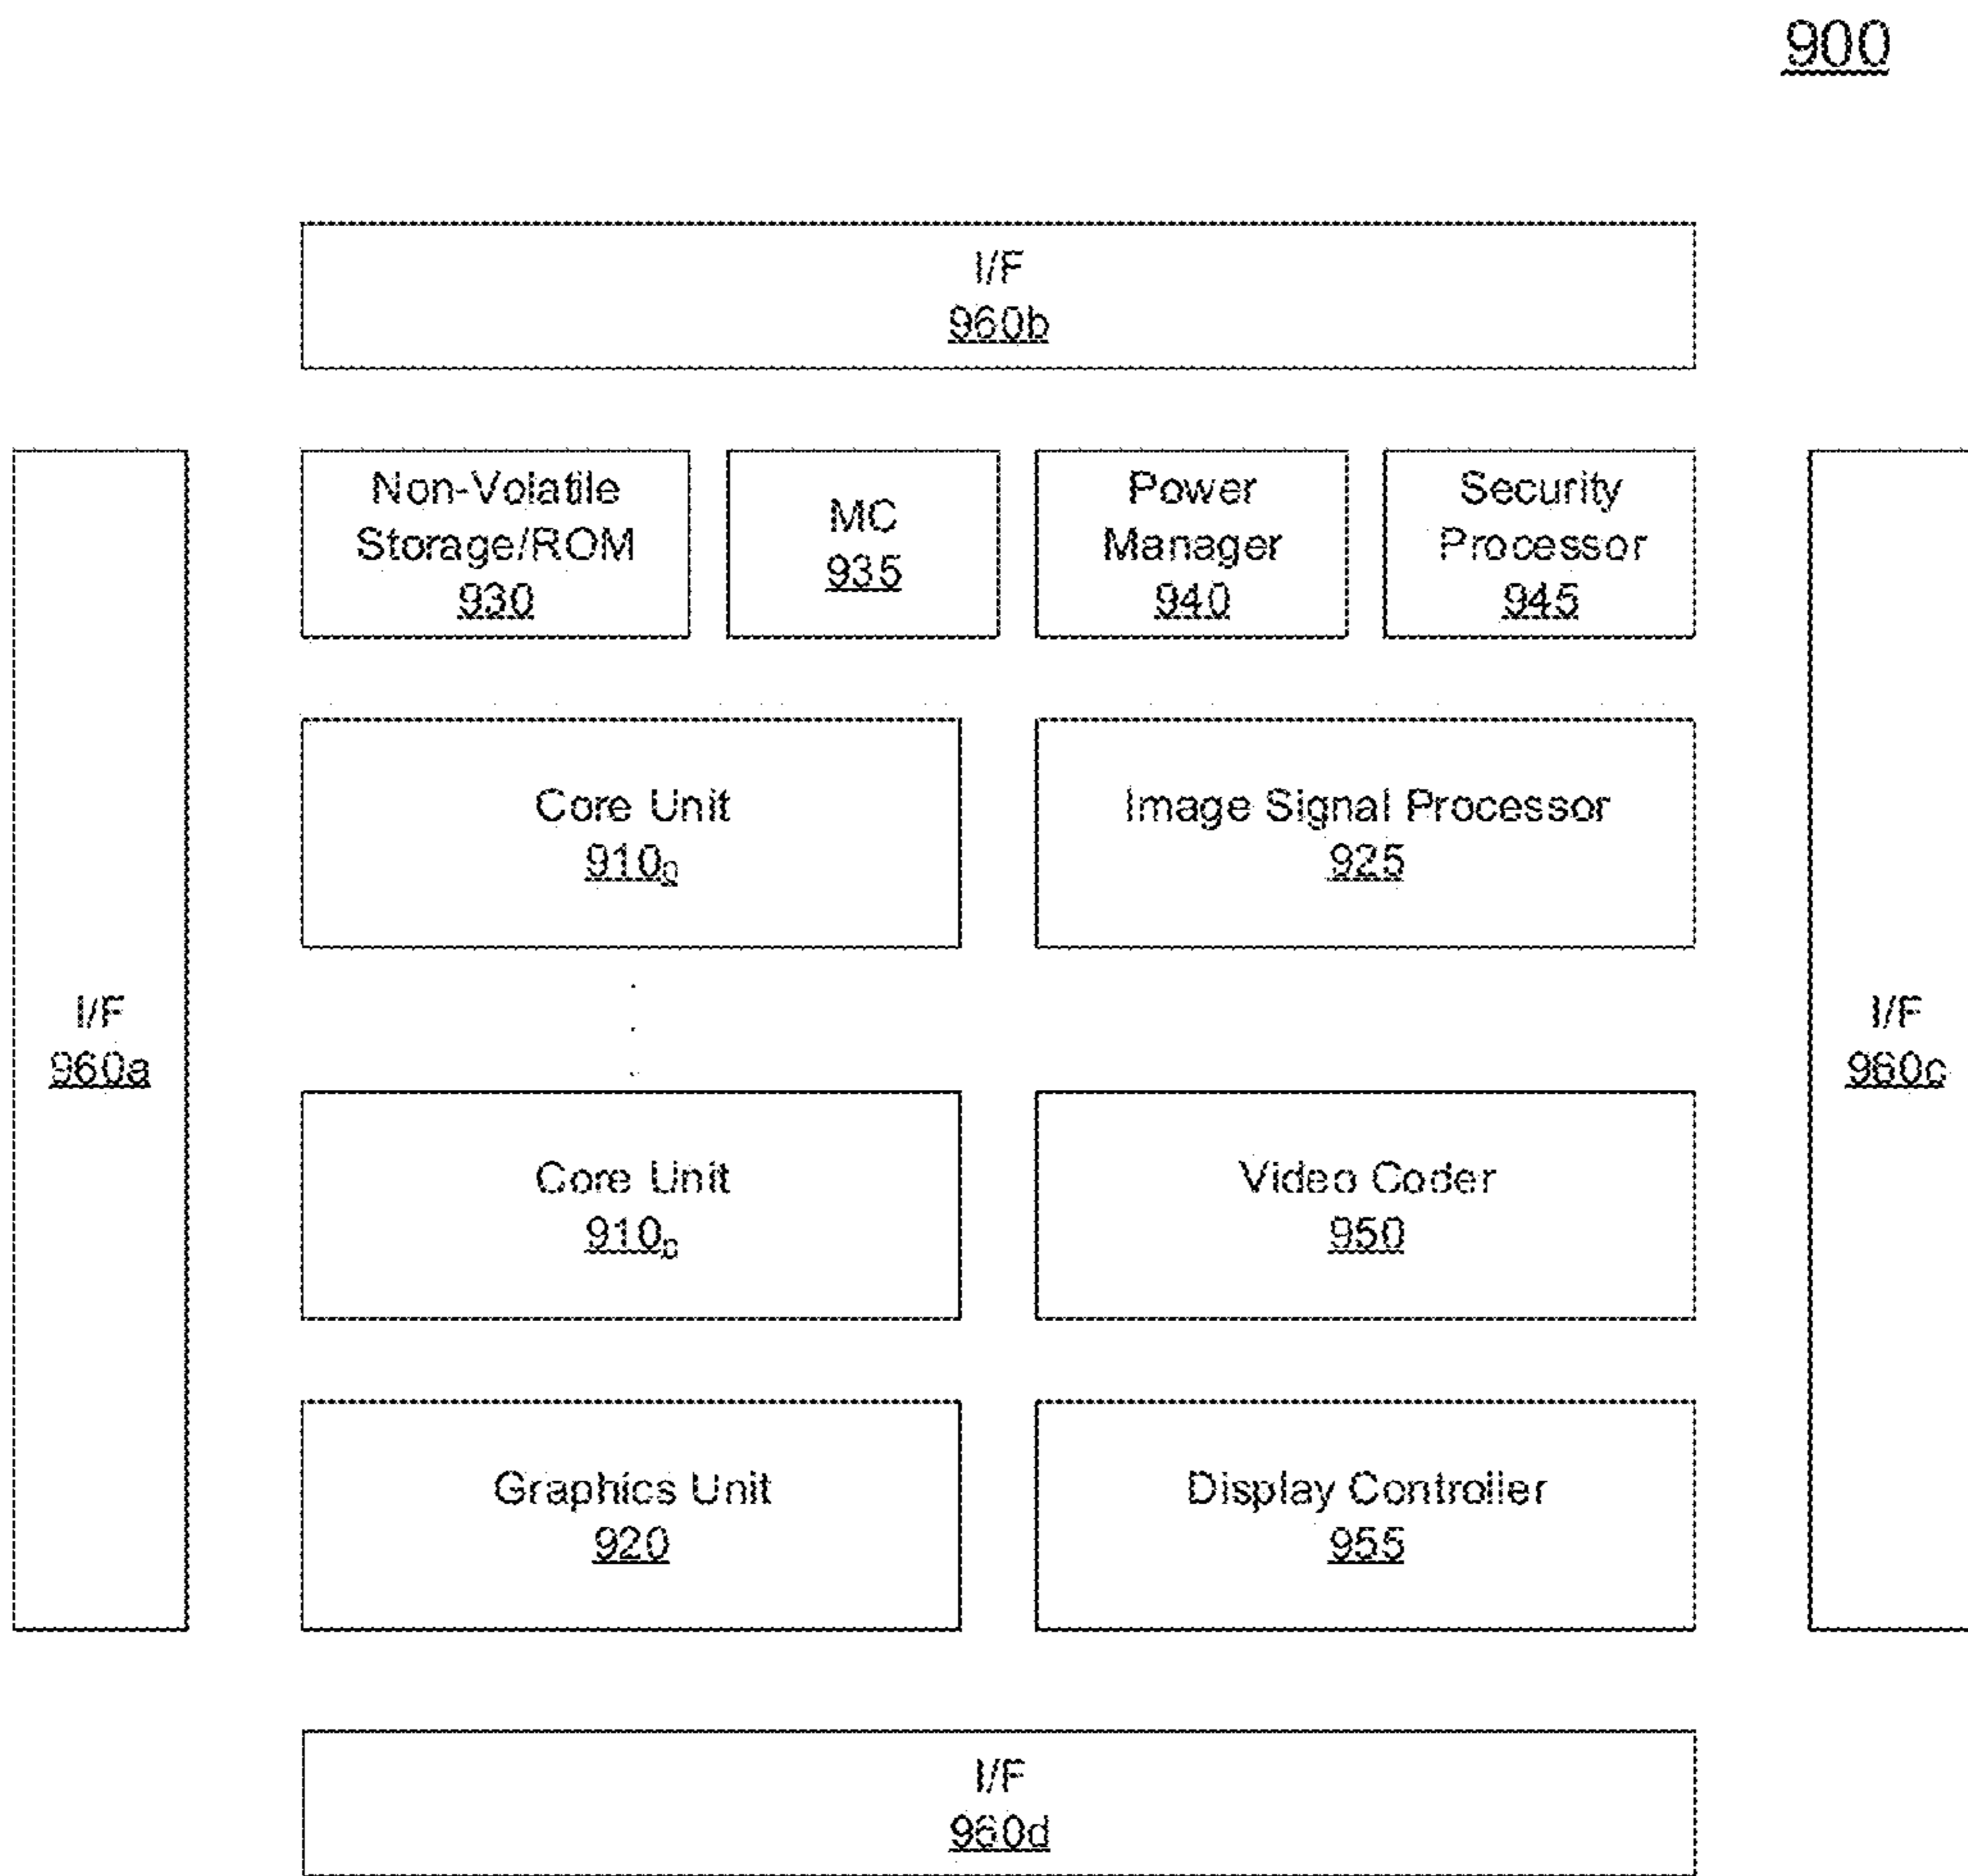 900
I/F
960b
Non-Volatile
Storage/ROM
930
MC
935
Power
Manager
940
Security
Processor
945
Core Unit
910₀
Image Signal Processor
925
I/F
960a
I/F
960c
Core Unit
910ₙ
Video Coder
950
Graphics Unit
920
Display Controller
955
I/F
960d